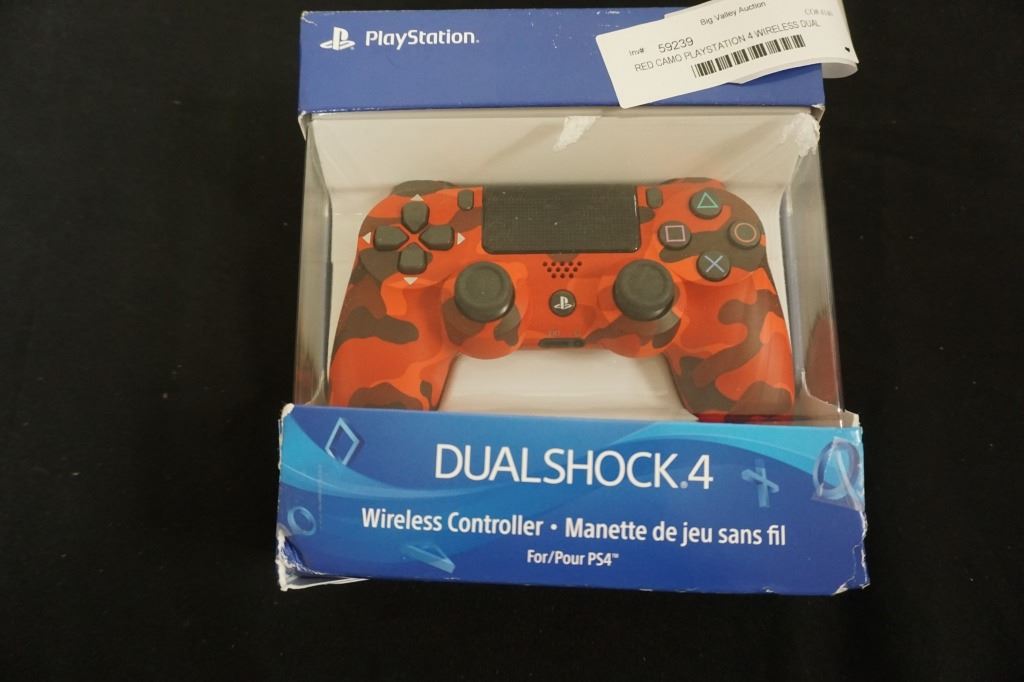 PlayStation.
Big Valley Auction
Inv# 59239
RED CAMO PLAYSTATION 4 WIRELESS DUAL
DUALSHOCK.4
Wireless Controller • Manette de jeu sans fil
For/Pour PS4™